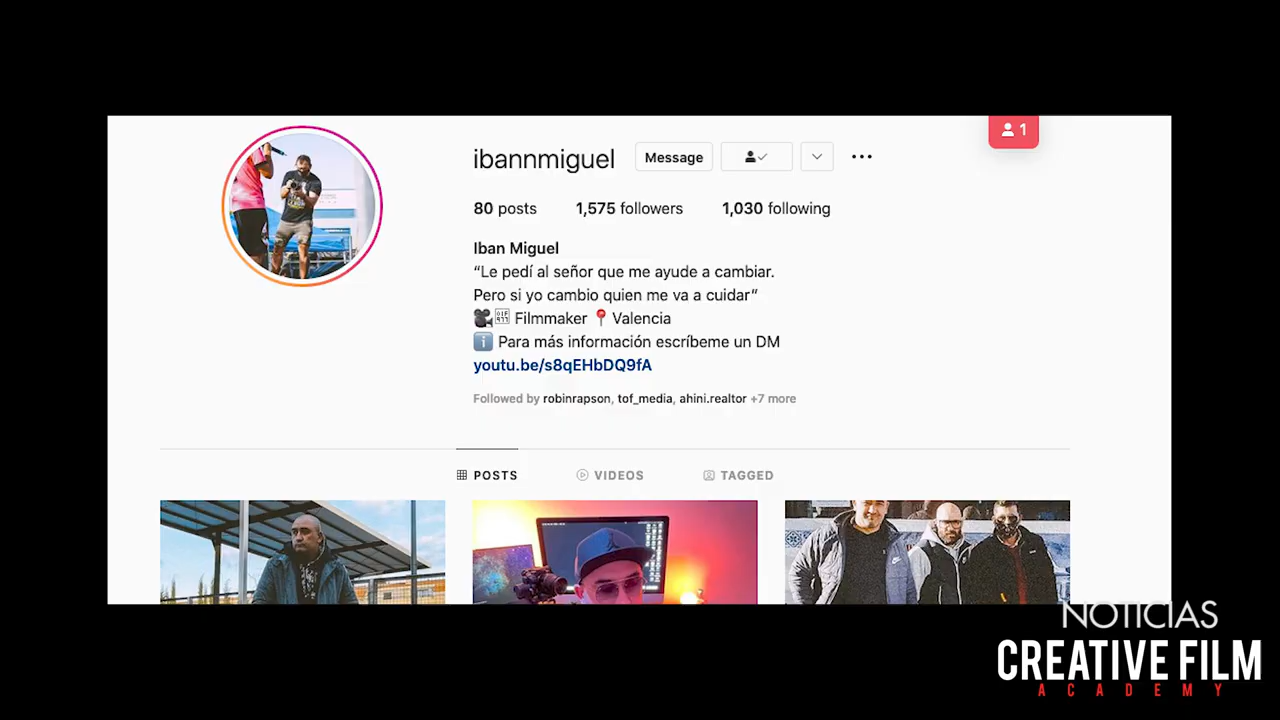 1
ibannmiguel Message
80 posts 1,575 followers 1,030 following
Iban Miguel
“Le pedí al señor que me ayude a cambiar.
Pero si yo cambio quien me va a cuidar”
Filmmaker 📍 Valencia
ℹ️ Para más información escríbeme un DM
youtu.be/s8qEHbDQ9fA
Followed by robinrapson, tof_media, ahini.realtor +7 more
POSTS VIDEOS TAGGED
NOTICIAS
CREATIVE FILM
ACADEMY